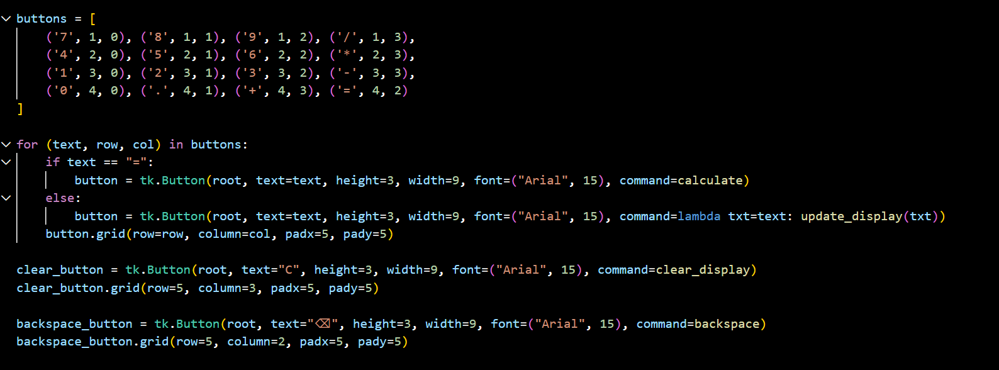 buttons = [
    ('7', 1, 0), ('8', 1, 1), ('9', 1, 2), ('/', 1, 3),
    ('4', 2, 0), ('5', 2, 1), ('6', 2, 2), ('*', 2, 3),
    ('1', 3, 0), ('2', 3, 1), ('3', 3, 2), ('-', 3, 3),
    ('0', 4, 0), ('.', 4, 1), ('+', 4, 3), ('=', 4, 2)
]
for (text, row, col) in buttons:
    if text == "=":
        button = tk.Button(root, text=text, height=3, width=9, font=("Arial", 15), command=calculate)
    else:
        button = tk.Button(root, text=text, height=3, width=9, font=("Arial", 15), command=lambda txt=text: update_display(txt))
    button.grid(row=row, column=col, padx=5, pady=5)
clear_button = tk.Button(root, text="C", height=3, width=9, font=("Arial", 15), command=clear_display)
clear_button.grid(row=5, column=3, padx=5, pady=5)
backspace_button = tk.Button(root, text="⌫", height=3, width=9, font=("Arial", 15), command=backspace)
backspace_button.grid(row=5, column=2, padx=5, pady=5)